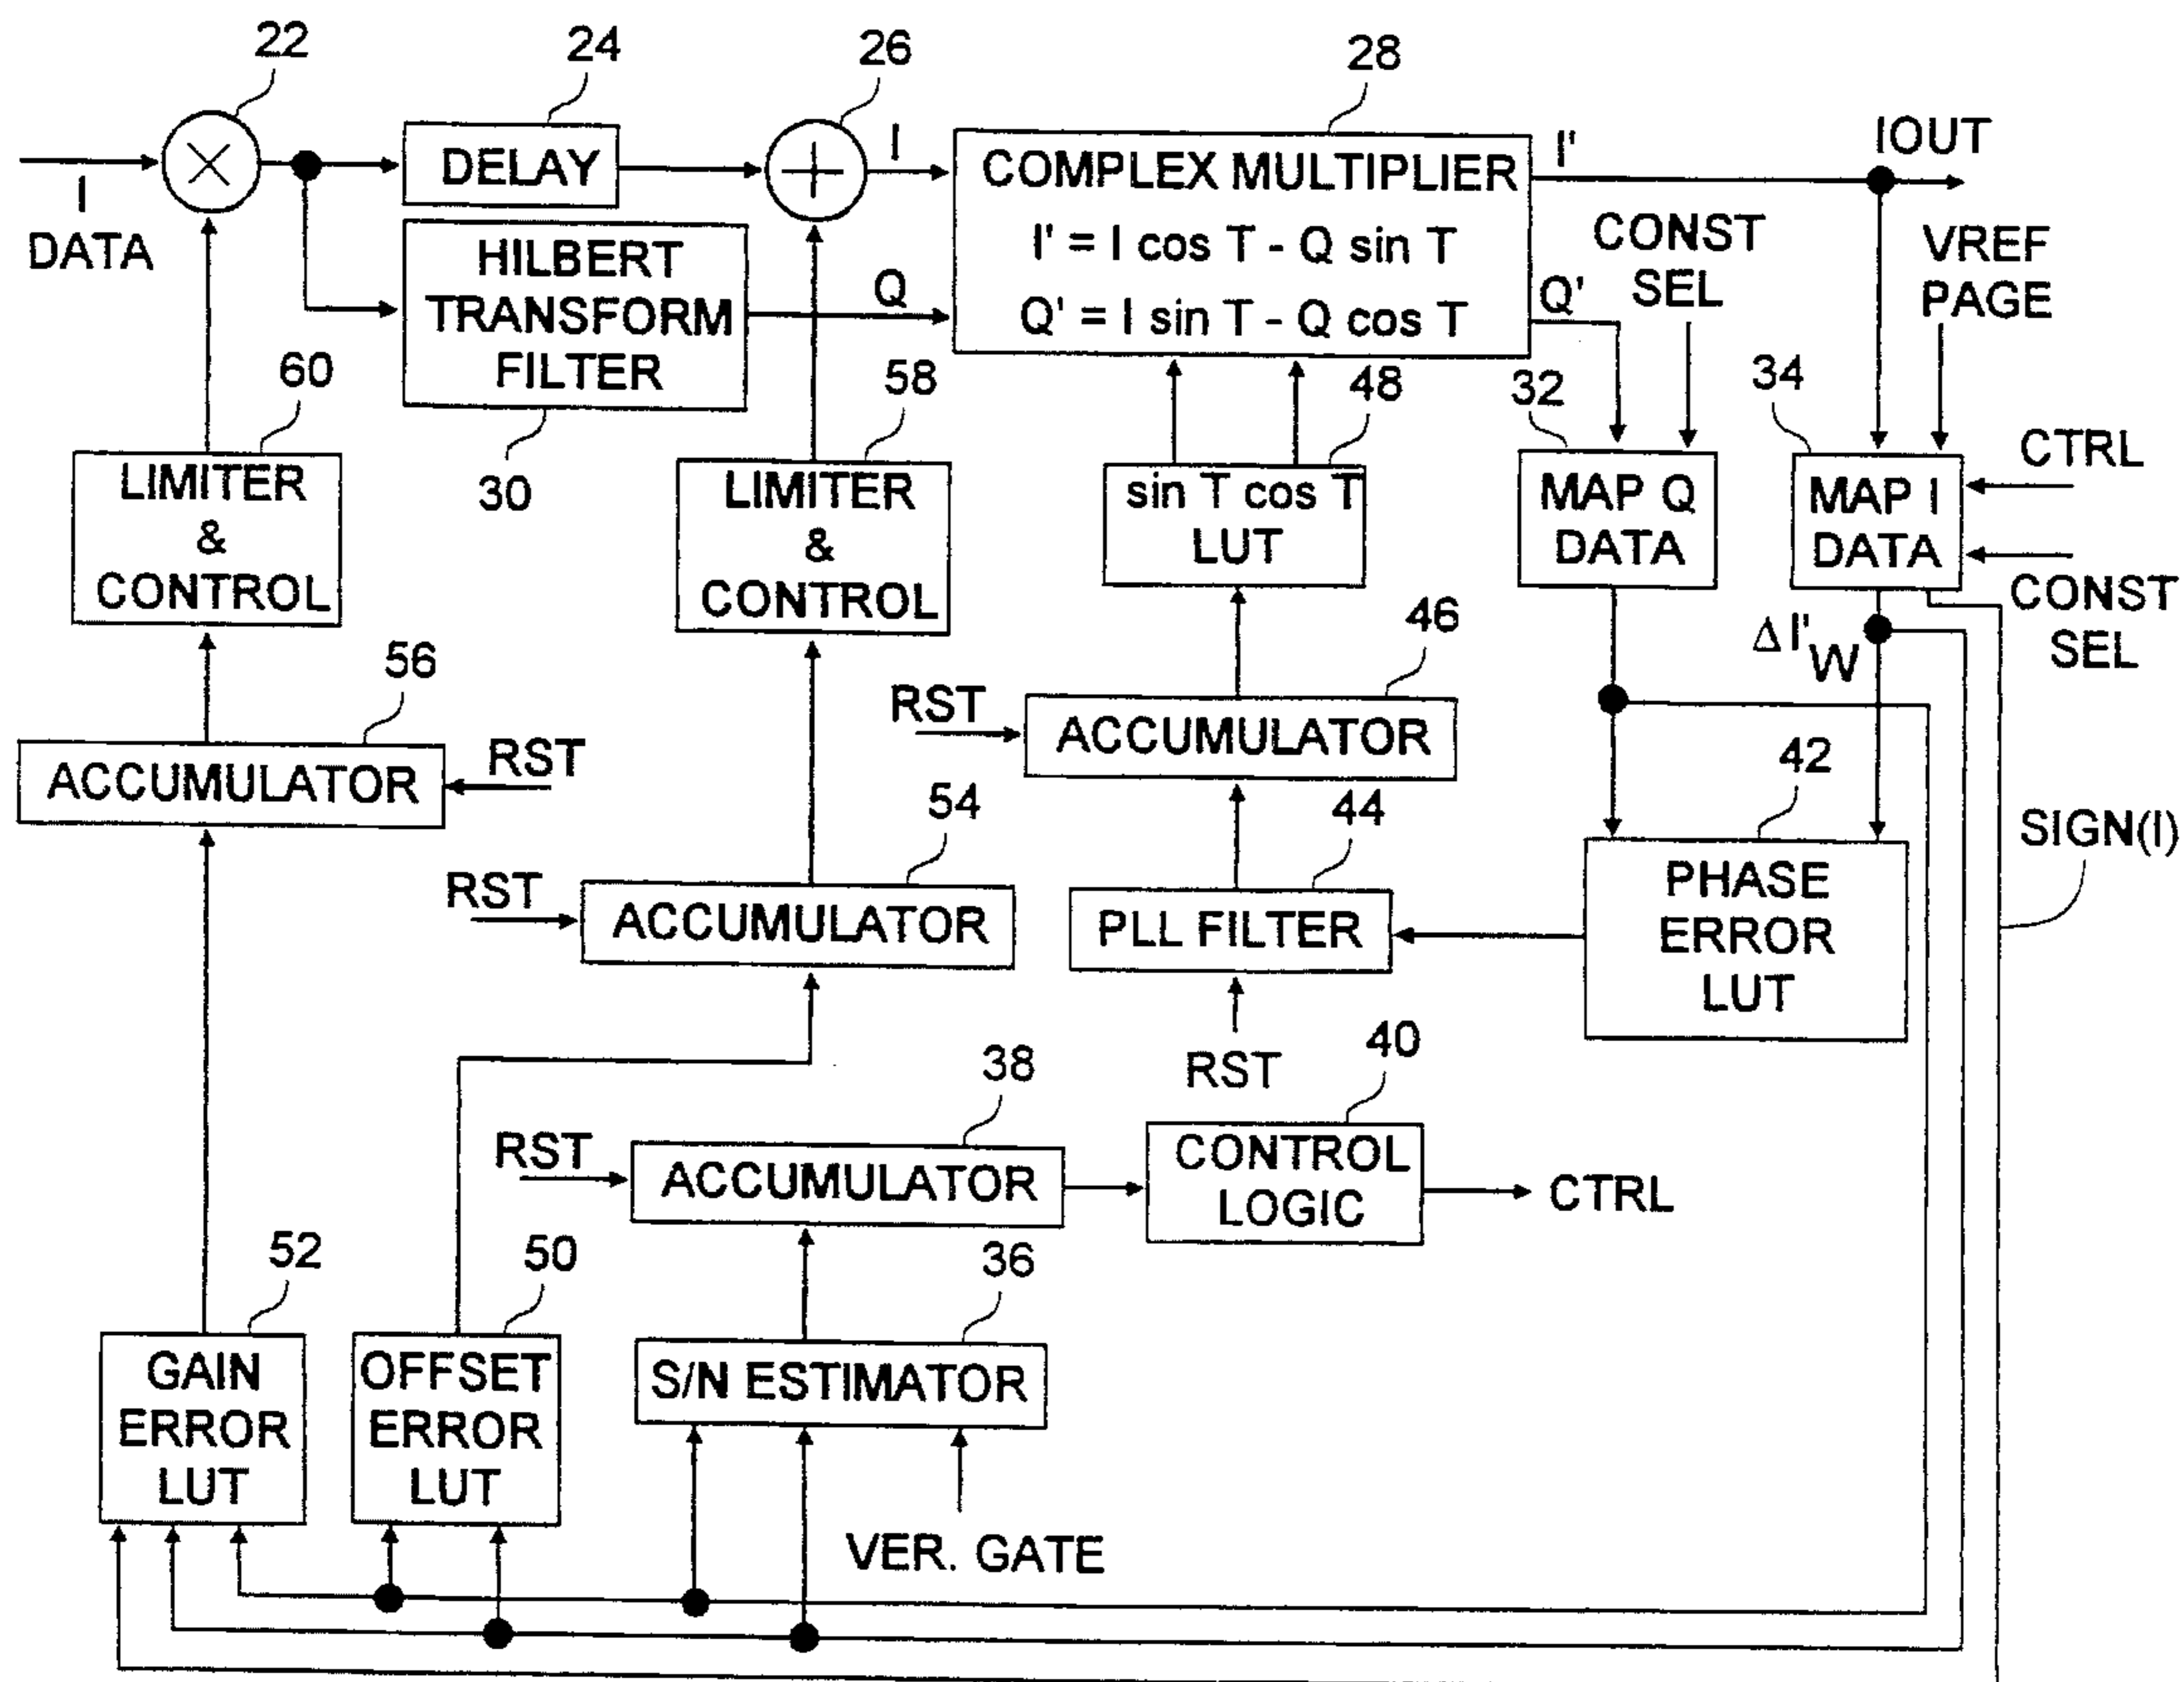 22
24
26
28
I
DATA
DELAY
I
COMPLEX MULTIPLIER
I' = I cos T - Q sin T
Q' = I sin T - Q cos T
I'
IOUT
HILBERT
TRANSFORM
FILTER
Q
Q'
CONST
SEL
VREF
PAGE
60
30
58
48
32
34
LIMITER
&
CONTROL
LIMITER
&
CONTROL
sin T cos T
LUT
MAP Q
DATA
MAP I
DATA
CTRL
CONST
SEL
ΔI'W
56
46
RST
ACCUMULATOR
ACCUMULATOR
RST
42
54
44
SIGN(I)
RST
ACCUMULATOR
PLL FILTER
PHASE
ERROR
LUT
RST
38
40
RST
ACCUMULATOR
CONTROL
LOGIC
CTRL
52
50
36
GAIN
ERROR
LUT
OFFSET
ERROR
LUT
S/N ESTIMATOR
VER. GATE